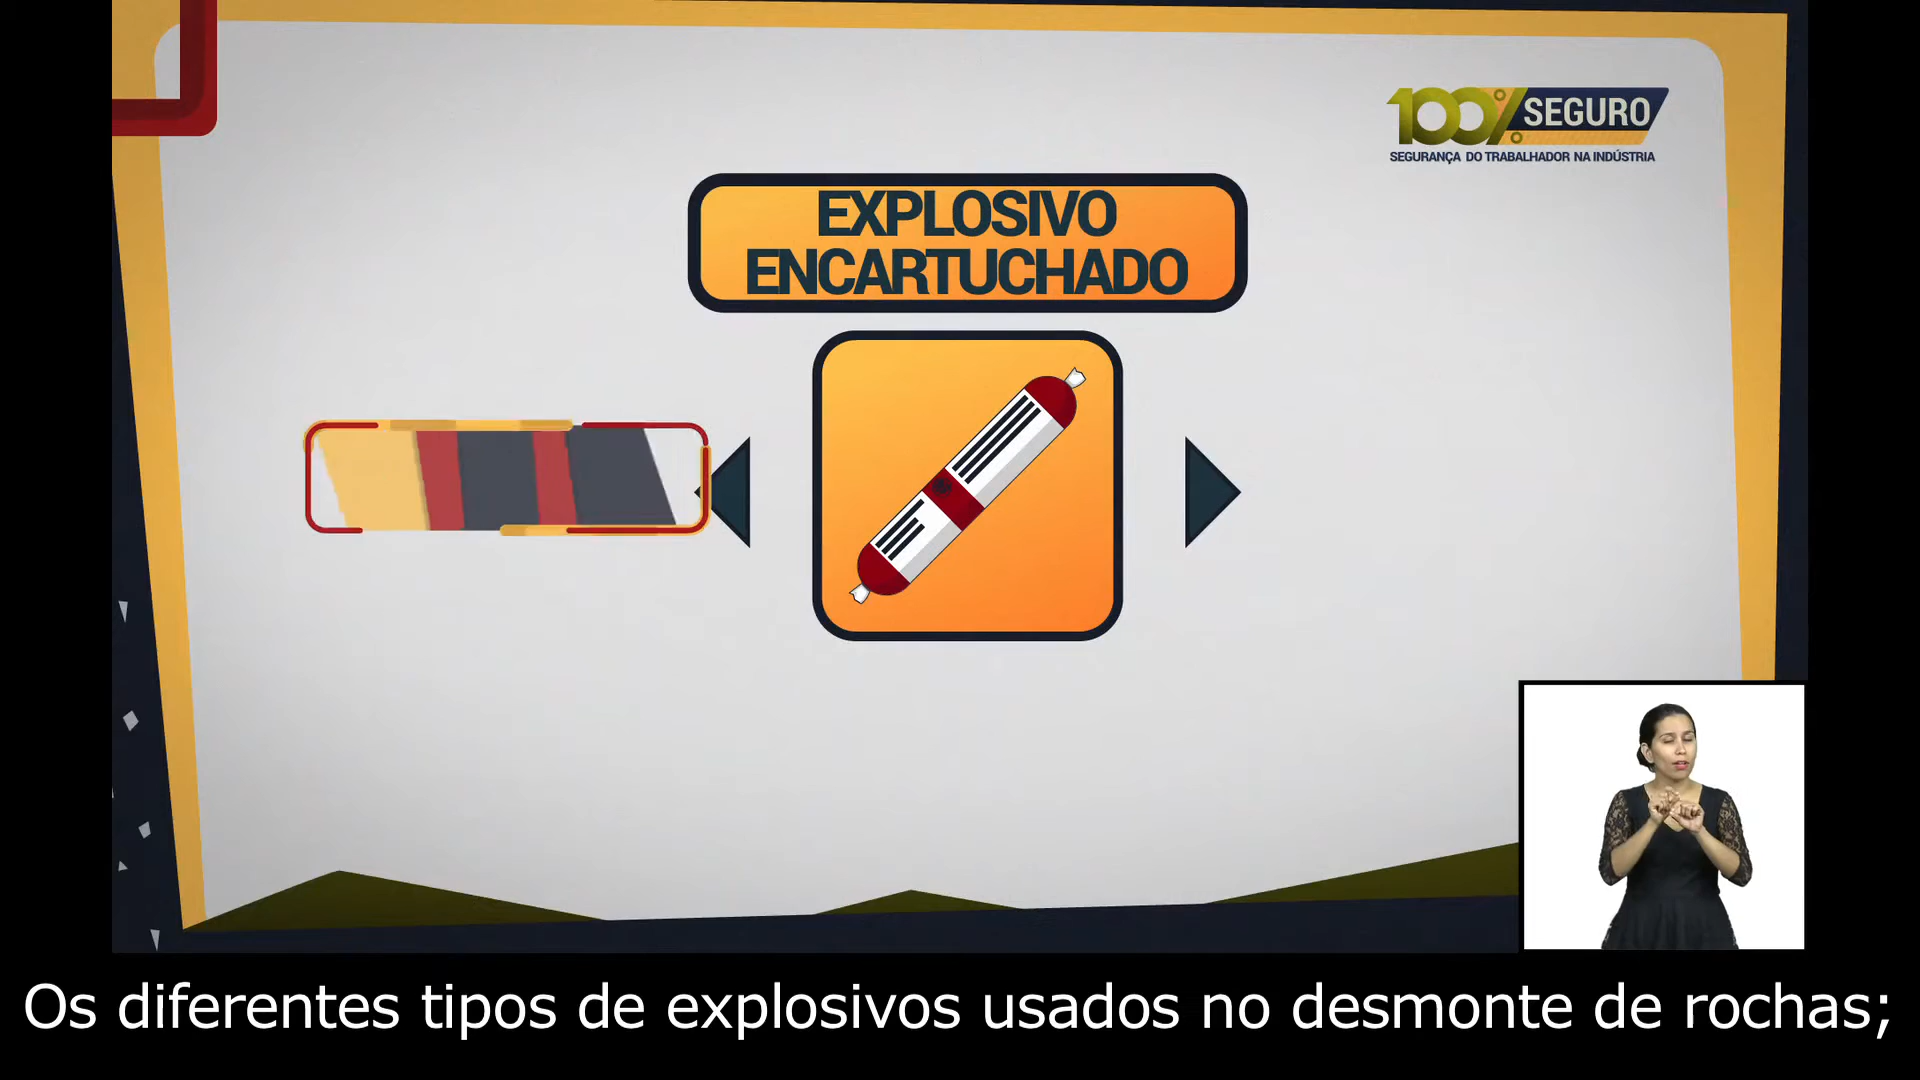 100% SEGURO
SEGURANÇA DO TRABALHADOR NA INDÚSTRIA
EXPLOSIVO
ENCARTUCHADO
Os diferentes tipos de explosivos usados no desmonte de rochas;